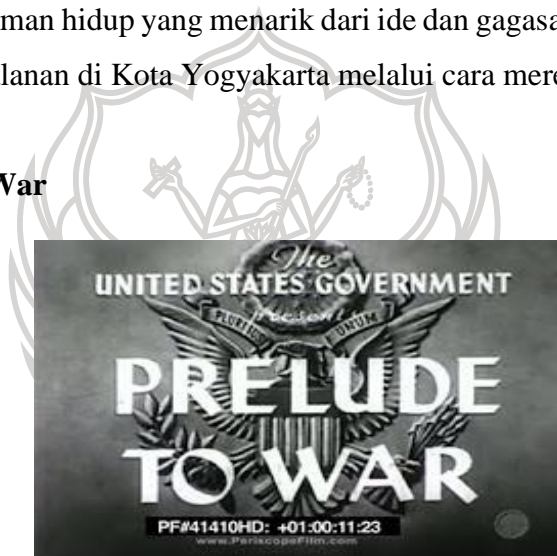 man hidup yang menarik dari ide dan gagasa
lanan di Kota Yogyakarta melalui cara mere
War
The
UNITED STATES GOVERNMENT
present
PLURIBUS UNUM
PRELUDE
TO WAR
PF#41410HD: +01:00:11:23
www.PeriscopeFilm.com